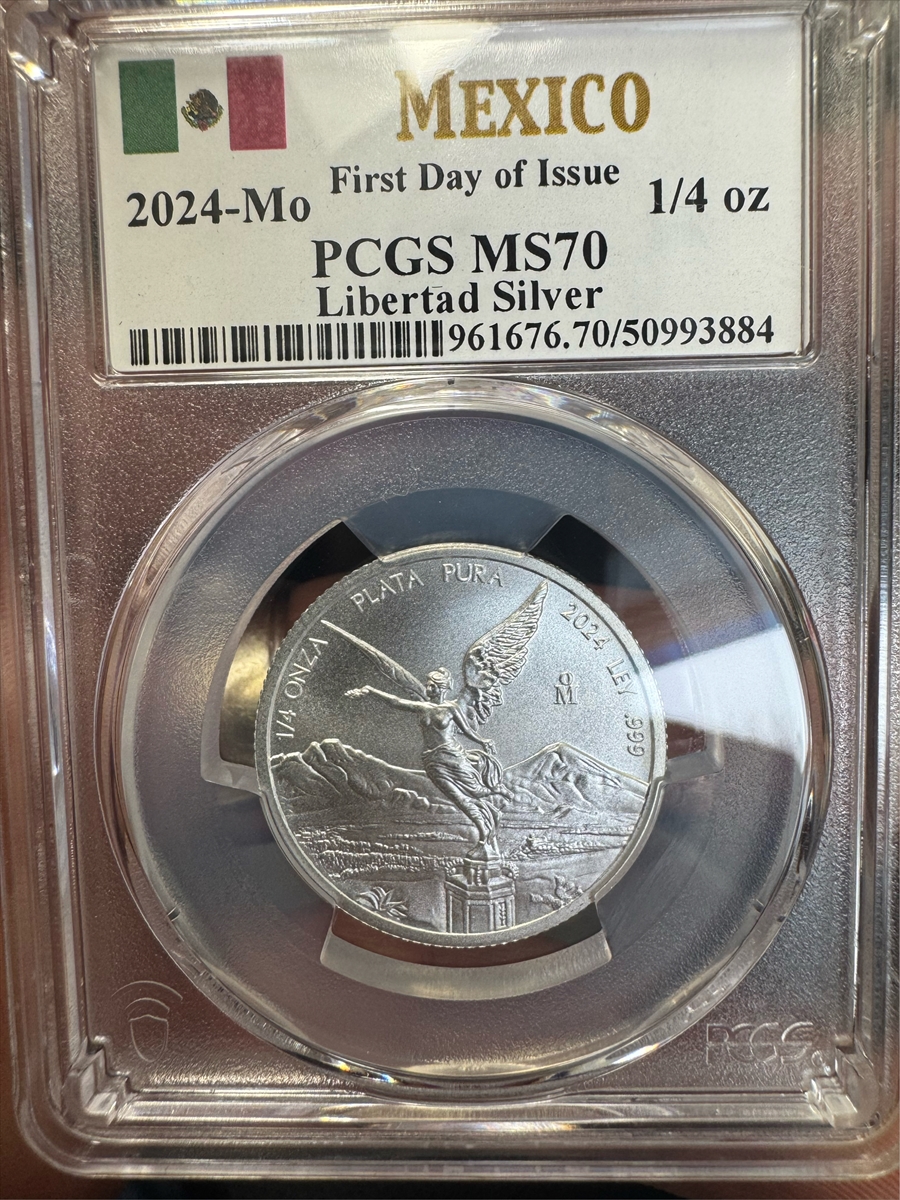 MEXICO
First Day of Issue
2024-Mo
1/4 oz
PCGS MS70
Libertad Silver
961676.70/50993884
1/4 ONZA PLATA PURA 2024 LEY .999
oM
PCGS